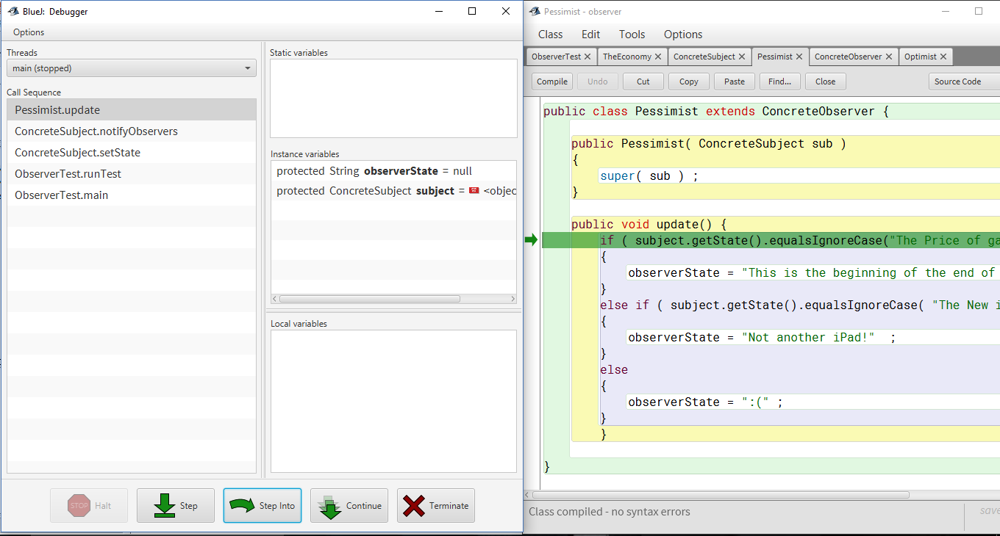 BlueJ: Debugger
Options
Threads
main (stopped)
Call Sequence
Pessimist.update
ConcreteSubject.notifyObservers
ConcreteSubject.setState
ObserverTest.runTest
ObserverTest.main
Static variables
Instance variables
protected String observerState = null
protected ConcreteSubject subject = <objec
Local variables
STOP Halt
Step
Step Into
Continue
Terminate
Pessimist - observer
Class Edit Tools Options
ObserverTest TheEconomy ConcreteSubject Pessimist ConcreteObserver Optimist
Compile Undo Cut Copy Paste Find... Close Source Code
public class Pessimist extends ConcreteObserver {
public Pessimist( ConcreteSubject sub )
{
super( sub ) ;
}
public void update() {
if ( subject.getState().equalsIgnoreCase("The Price of ga
{
observerState = "This is the beginning of the end of
}
else if ( subject.getState().equalsIgnoreCase( "The New i
{
observerState = "Not another iPad!"  ;
}
else
{
observerState = ":(" ;
}
}
}
Class compiled - no syntax errors
save